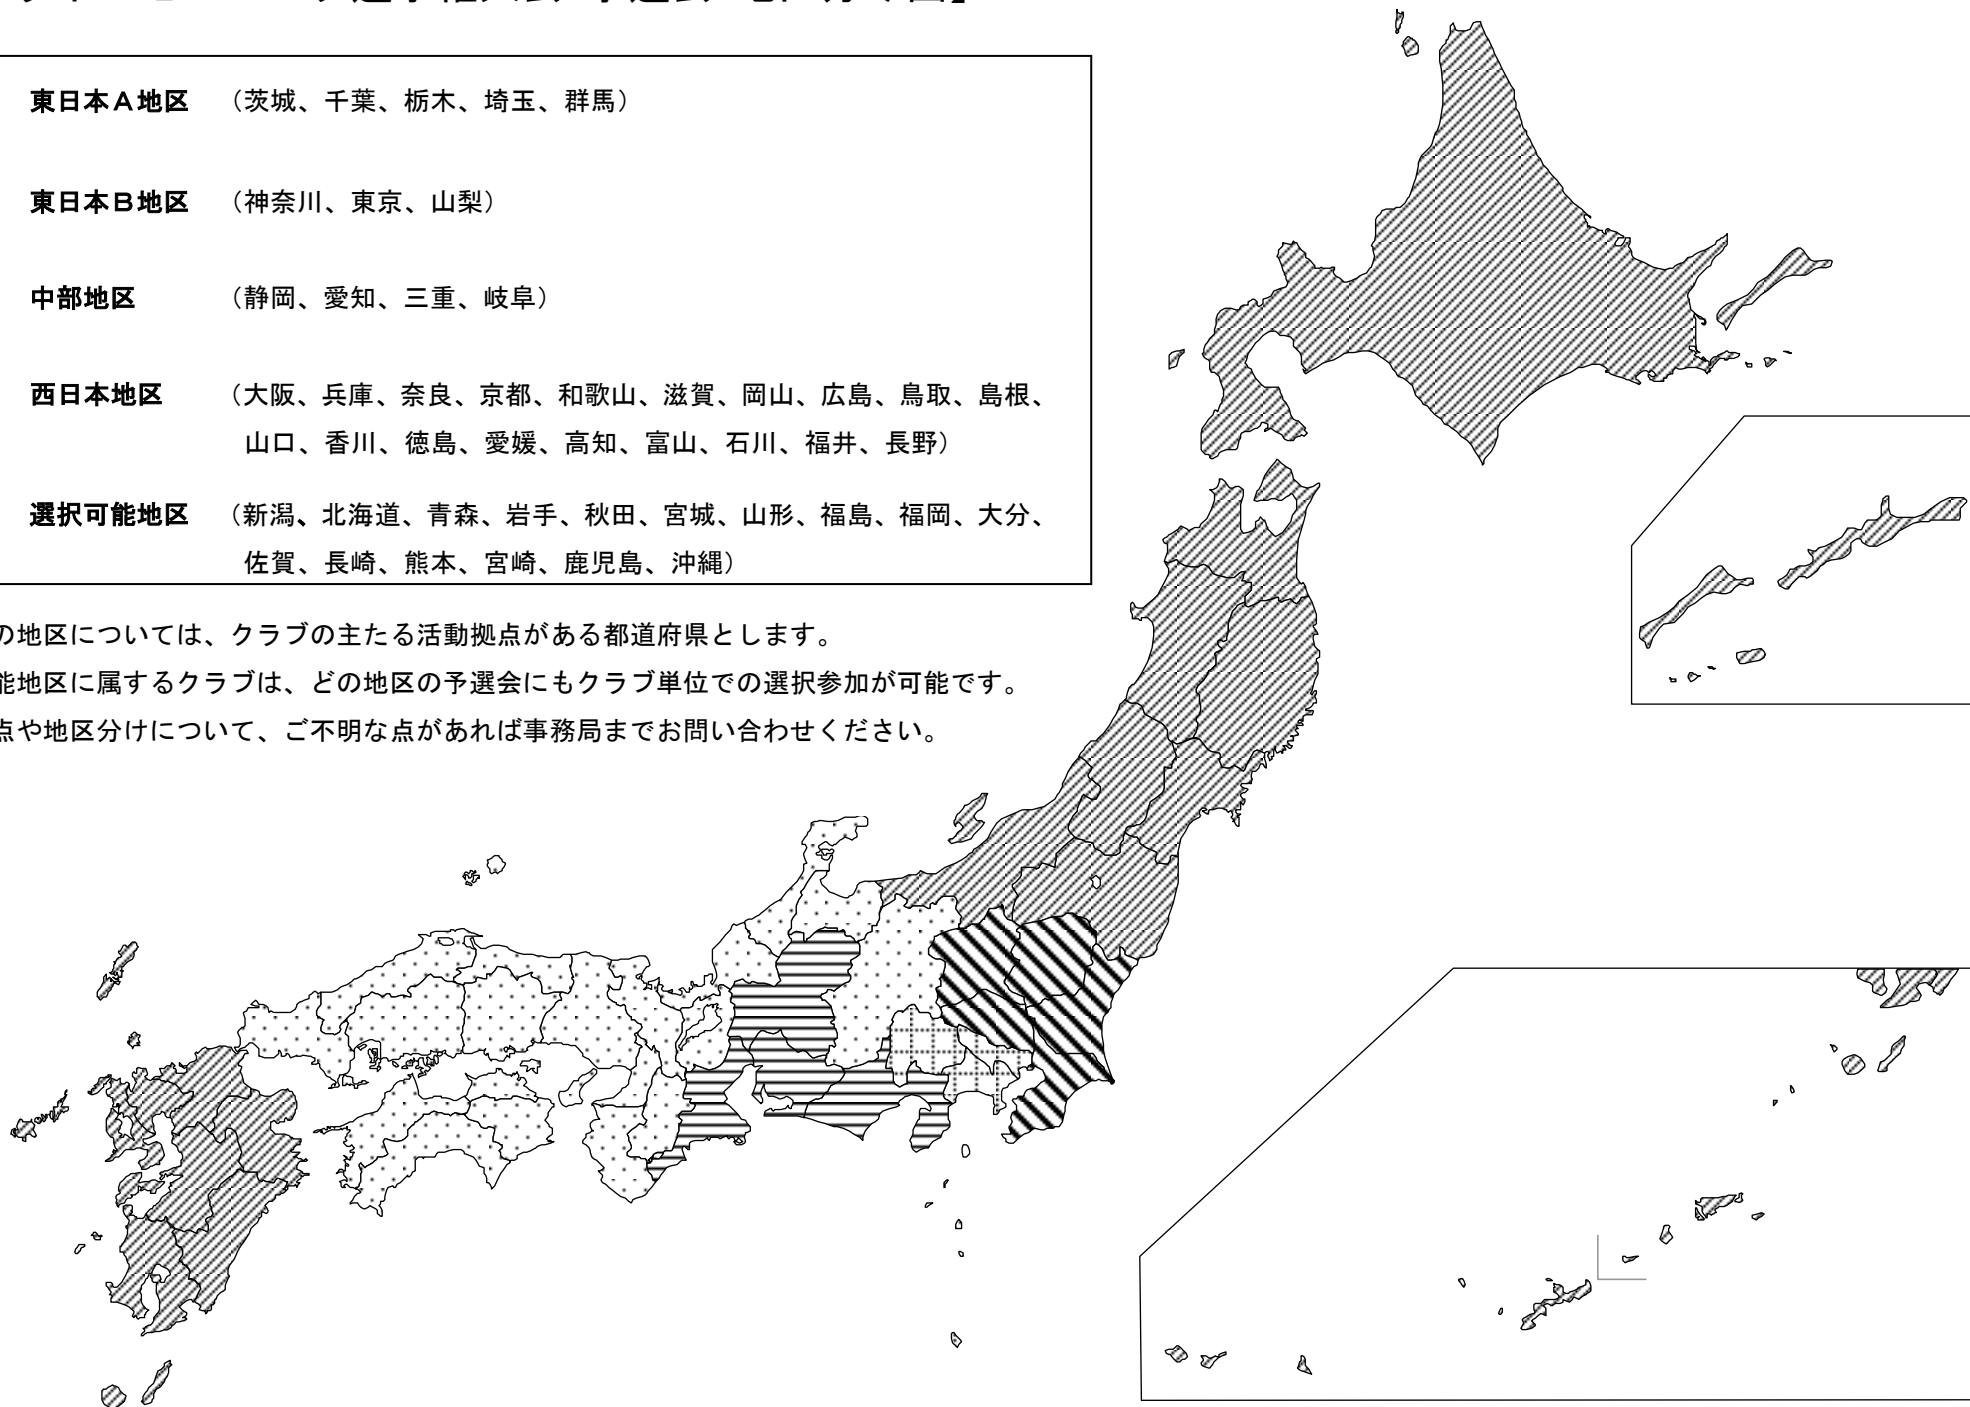 東日本A地区 （茨城、千葉、栃木、埼玉、群馬）
東日本B地区 （神奈川、東京、山梨）
中部地区 （静岡、愛知、三重、岐阜）
西日本地区 （大阪、兵庫、奈良、京都、和歌山、滋賀、岡山、広島、鳥取、島根、
山口、香川、徳島、愛媛、高知、富山、石川、福井、長野）
選択可能地区 （新潟、北海道、青森、岩手、秋田、宮城、山形、福島、福岡、大分、
佐賀、長崎、熊本、宮崎、鹿児島、沖縄）
の地区については、クラブの主たる活動拠点がある都道府県とします。
能地区に属するクラブは、どの地区の予選会にもクラブ単位での選択参加が可能です。
点や地区分けについて、ご不明な点があれば事務局までお問い合わせください。